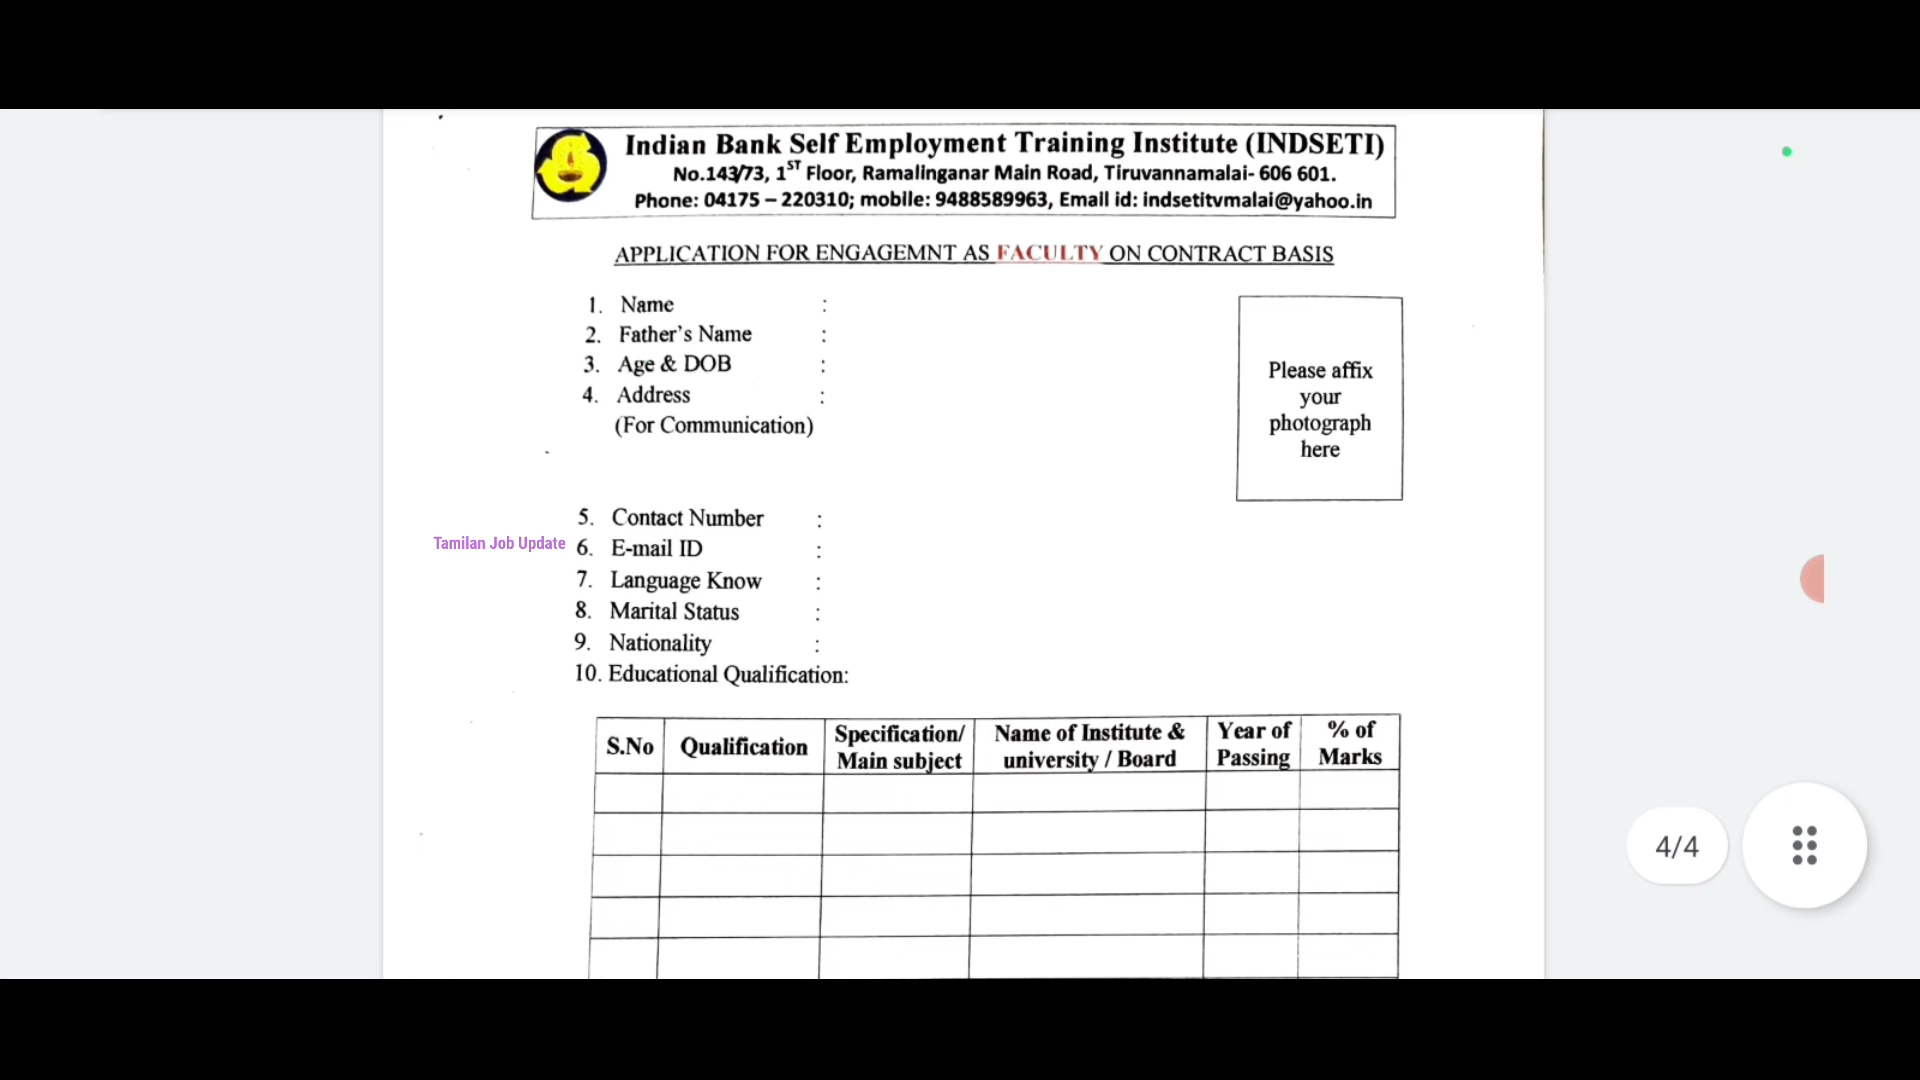 Indian Bank Self Employment Training Institute (INDSETI)
No.143/73, 1ST Floor, Ramalinganar Main Road, Tiruvannamalai- 606 601.
Phone: 04175 – 220310; mobile: 9488589963, Email id: indsetitvmalai@yahoo.in
APPLICATION FOR ENGAGEMNT AS FACULTY ON CONTRACT BASIS
1. Name :
2. Father's Name :
3. Age & DOB :
4. Address :
(For Communication)
Please affix
your
photograph
here
5. Contact Number :
Tamilan Job Update
6. E-mail ID :
7. Language Know :
8. Marital Status :
9. Nationality :
10. Educational Qualification:
S.No Qualification Specification/ Main subject Name of Institute & university / Board Year of Passing % of Marks
4/4